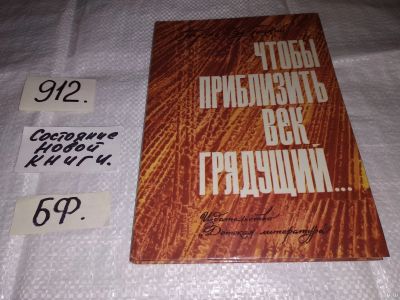 912.
Состояние
Новой
КНИГИ.
БФ.
ЧТОБЫ
ПРИБЛИЗИТЬ
ВЕК
ГРЯДУЩИЙ...
Издательство
„Детская литература"